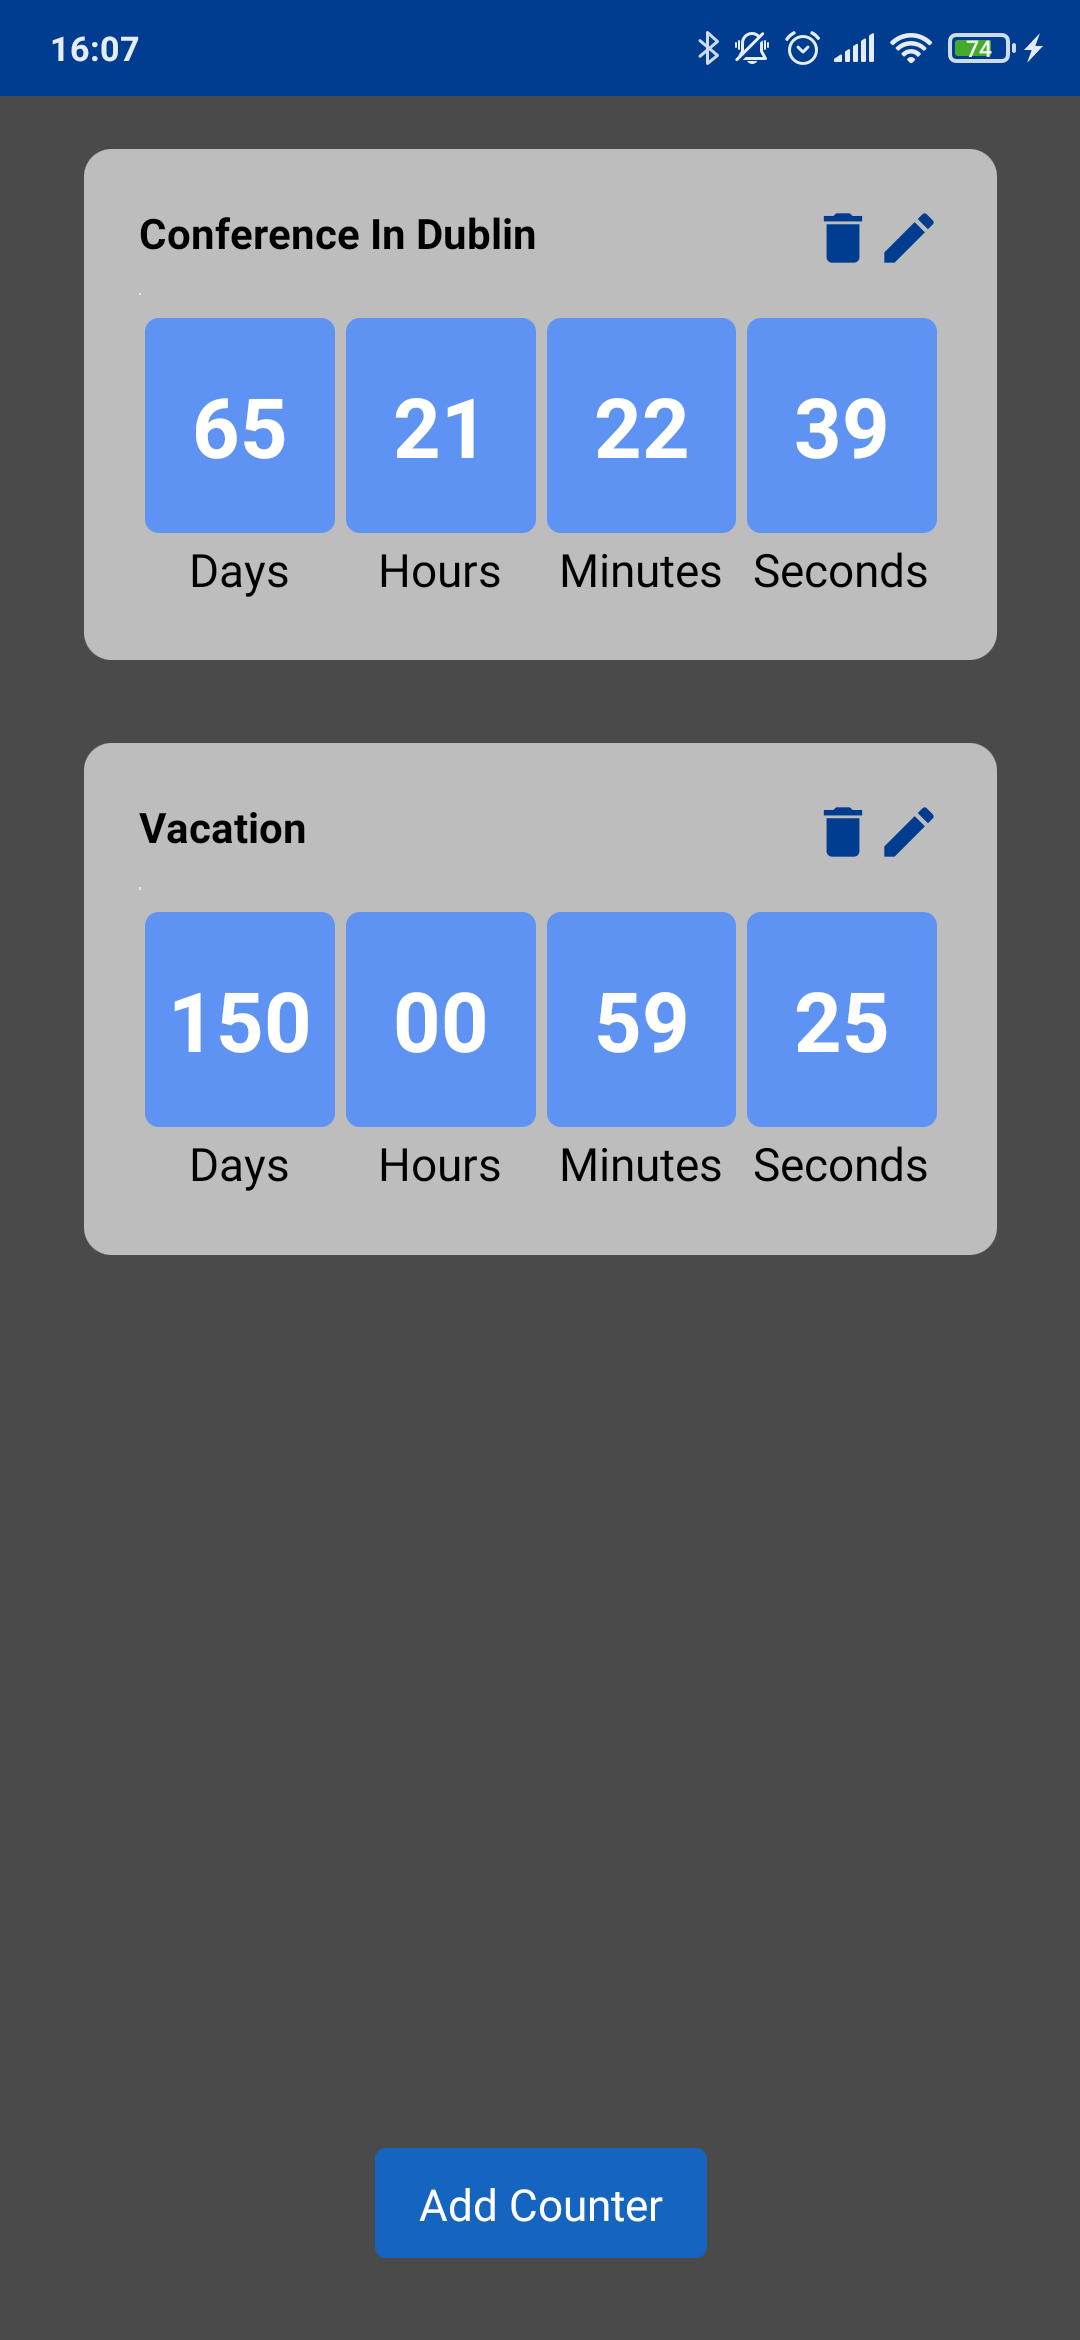 16:07 74
Conference In Dublin
65 21 22 39
Days Hours Minutes Seconds
Vacation
150 00 59 25
Days Hours Minutes Seconds
Add Counter